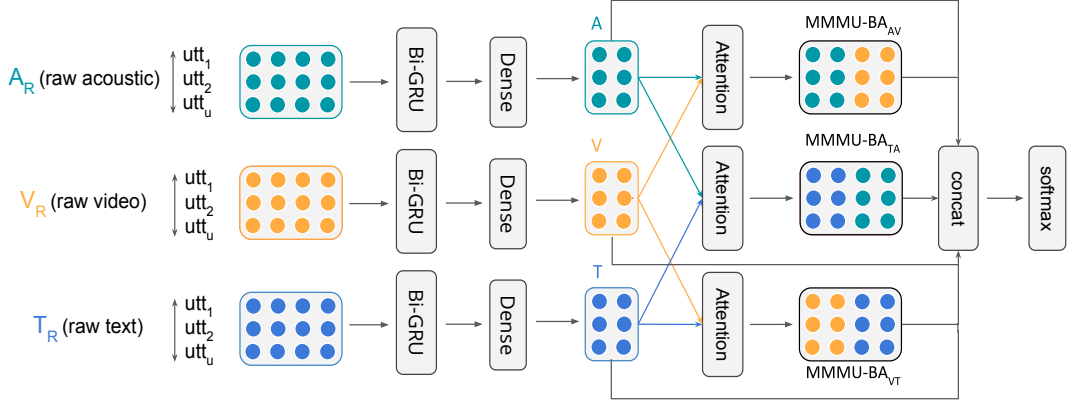 A_R (raw acoustic)
utt_1
utt_2
utt_u
Bi-GRU
Dense
A
Attention
MMMU-BA_AV
V_R (raw video)
utt_1
utt_2
utt_u
Bi-GRU
Dense
V
Attention
MMMU-BA_TA
concat
softmax
T_R (raw text)
utt_1
utt_2
utt_u
Bi-GRU
Dense
T
Attention
MMMU-BA_VT